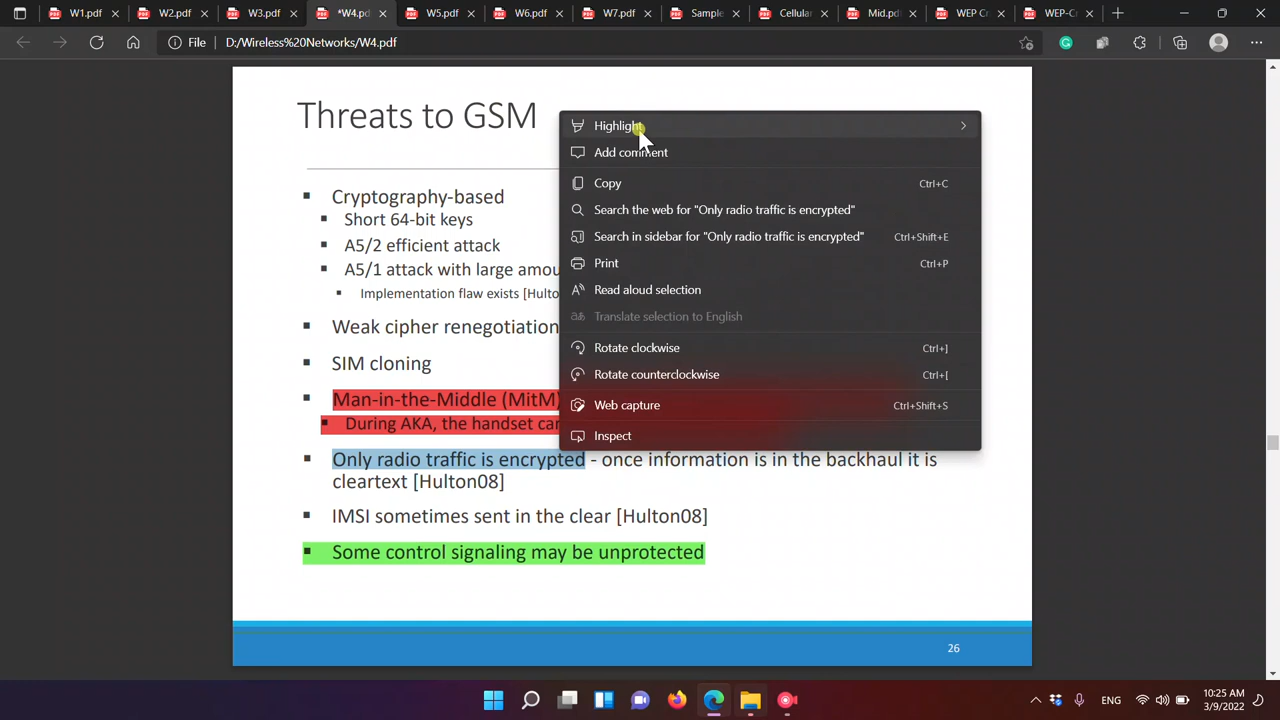 W1.pdf
W2.pdf
W3.pdf
*W4.pdf
W5.pdf
W6.pdf
W7.pdf
Sample
Cellular
Mid.pdf
WEP Cr
WEP-Cr
File
D:/Wireless%20Networks/W4.pdf
Threats to GSM
Cryptography-based
Short 64-bit keys
A5/2 efficient attack
A5/1 attack with large amou
Implementation flaw exists [Hulto
Weak cipher renegotiation
SIM cloning
Man-in-the-Middle (MitM)
During AKA, the handset can
Only radio traffic is encrypted - once information is in the backhaul it is
cleartext [Hulton08]
IMSI sometimes sent in the clear [Hulton08]
Some control signaling may be unprotected
26
Highlight
Add comment
Copy Ctrl+C
Search the web for "Only radio traffic is encrypted"
Search in sidebar for "Only radio traffic is encrypted" Ctrl+Shift+E
Print Ctrl+P
Read aloud selection
Translate selection to English
Rotate clockwise Ctrl+]
Rotate counterclockwise Ctrl+[
Web capture Ctrl+Shift+S
Inspect
ENG
10:25 AM
3/9/2022